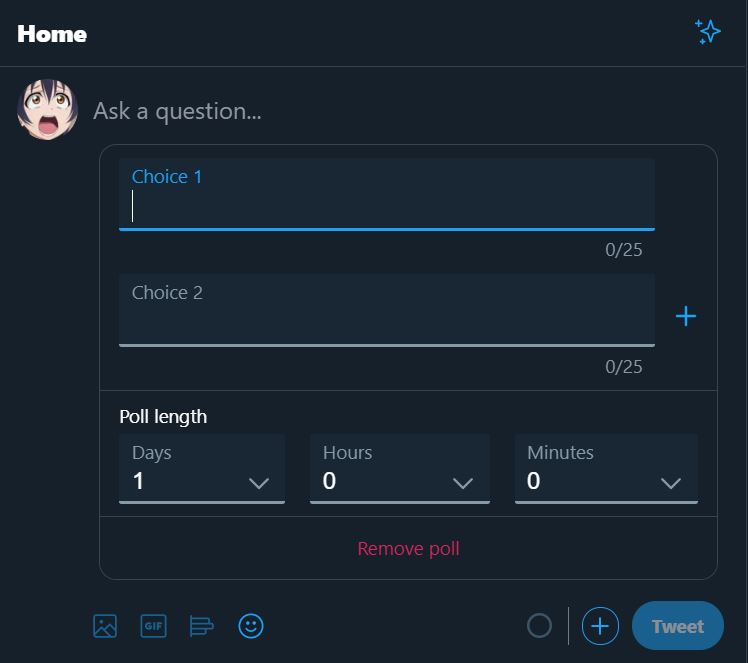 Home
Ask a question...
Choice 1
0/25
Choice 2
0/25
Poll length
Days
Hours
Minutes
1
0
0
Remove poll
GIF
Tweet